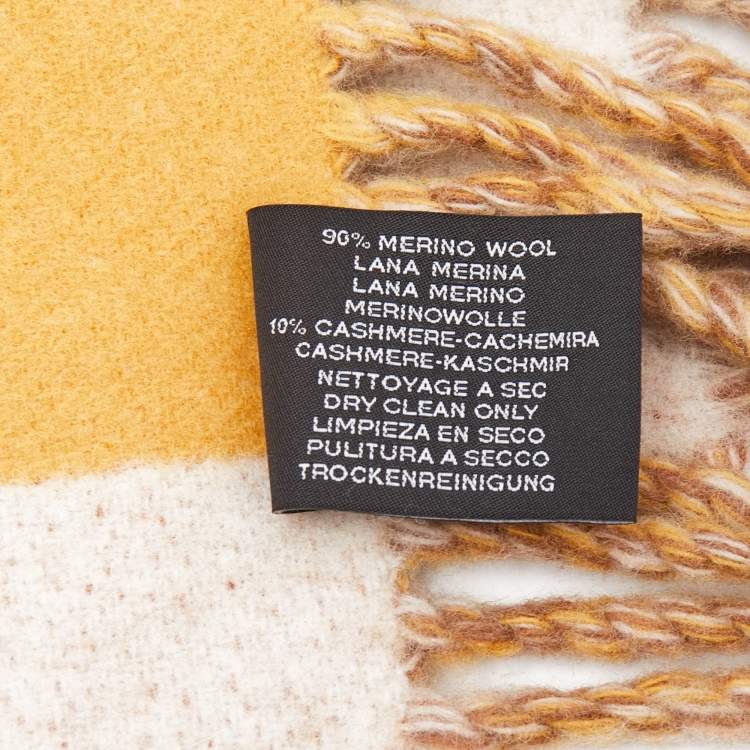 90% MERINO WOOL
LANA MERINA
LANA MERINO
MERINOWOLLE
10% CASHMERE-CACHEMIRA
CASHMERE-KASCHMIR
NETTOYAGE A SEC
DRY CLEAN ONLY
LIMPIEZA EN SECO
PULITURA A SECCO
TROCKENREINIGUNG